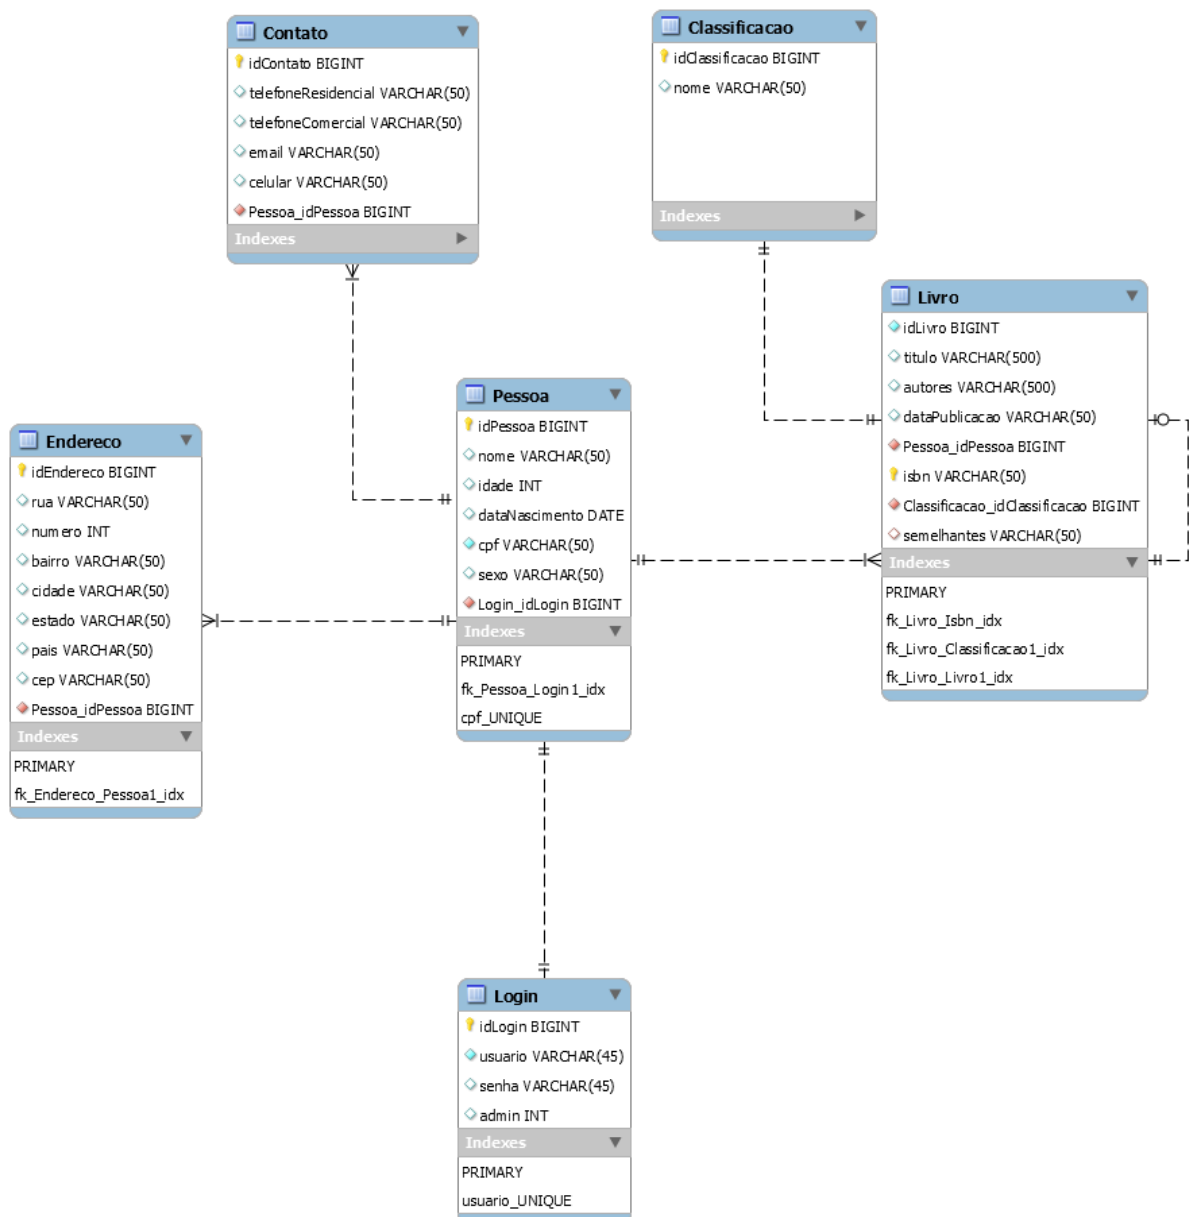 Contato
idContato BIGINT
telefoneResidencial VARCHAR(50)
telefoneComercial VARCHAR(50)
email VARCHAR(50)
celular VARCHAR(50)
Pessoa_idPessoa BIGINT
Indexes
Classificacao
idClassificacao BIGINT
nome VARCHAR(50)
Indexes
Livro
idLivro BIGINT
titulo VARCHAR(500)
autores VARCHAR(500)
dataPublicacao VARCHAR(50)
Pessoa_idPessoa BIGINT
isbn VARCHAR(50)
Classificacao_idClassificacao BIGINT
semelhantes VARCHAR(50)
Indexes
PRIMARY
fk_Livro_Isbn_idx
fk_Livro_Classificacao1_idx
fk_Livro_Livro1_idx
Pessoa
idPessoa BIGINT
nome VARCHAR(50)
idade INT
dataNascimento DATE
cpf VARCHAR(50)
sexo VARCHAR(50)
Login_idLogin BIGINT
Indexes
PRIMARY
fk_Pessoa_Login1_idx
cpf_UNIQUE
Endereco
idEndereco BIGINT
rua VARCHAR(50)
numero INT
bairro VARCHAR(50)
cidade VARCHAR(50)
estado VARCHAR(50)
pais VARCHAR(50)
cep VARCHAR(50)
Pessoa_idPessoa BIGINT
Indexes
PRIMARY
fk_Endereco_Pessoa1_idx
Login
idLogin BIGINT
usuario VARCHAR(45)
senha VARCHAR(45)
admin INT
Indexes
PRIMARY
usuario_UNIQUE